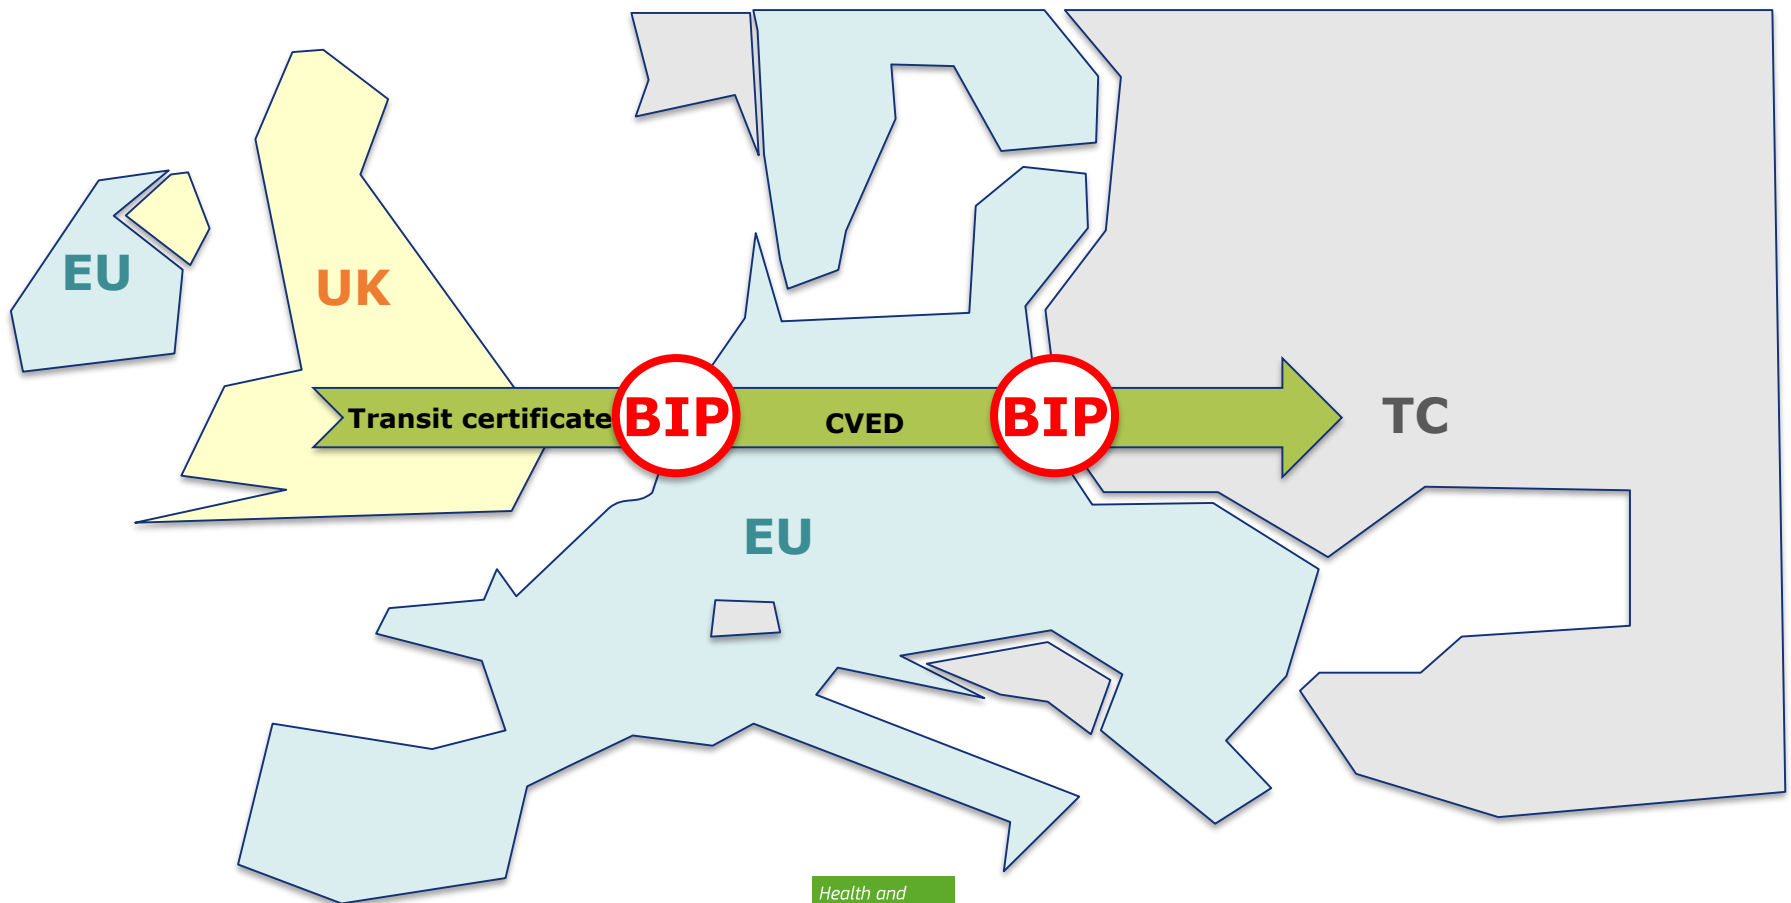 EU
UK
Transit certificate
BIP
CVED
BIP
TC
EU
Health and